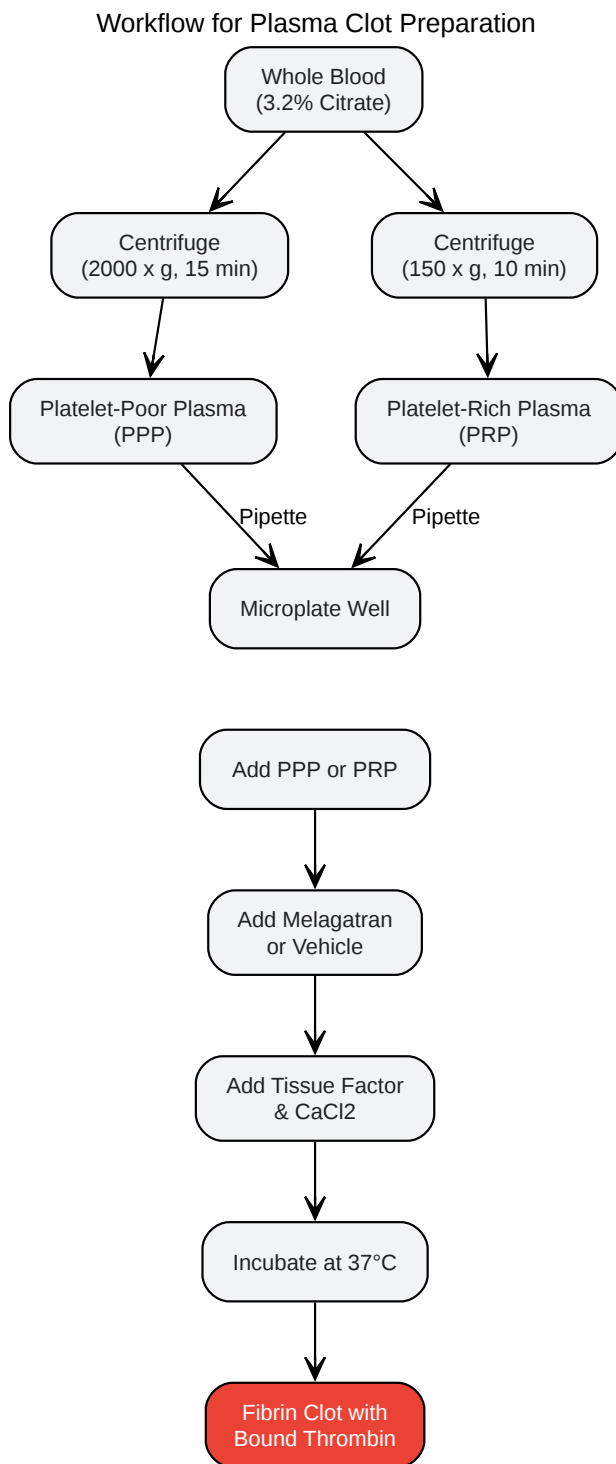 Workflow for Plasma Clot Preparation
Whole Blood
(3.2% Citrate)
Centrifuge
(2000 x g, 15 min)
Centrifuge
(150 x g, 10 min)
Platelet-Poor Plasma
(PPP)
Platelet-Rich Plasma
(PRP)
Pipette
Pipette
Microplate Well
Add PPP or PRP
Add Melagatran
or Vehicle
Add Tissue Factor
& CaCl2
Incubate at 37°C
Fibrin Clot with
Bound Thrombin